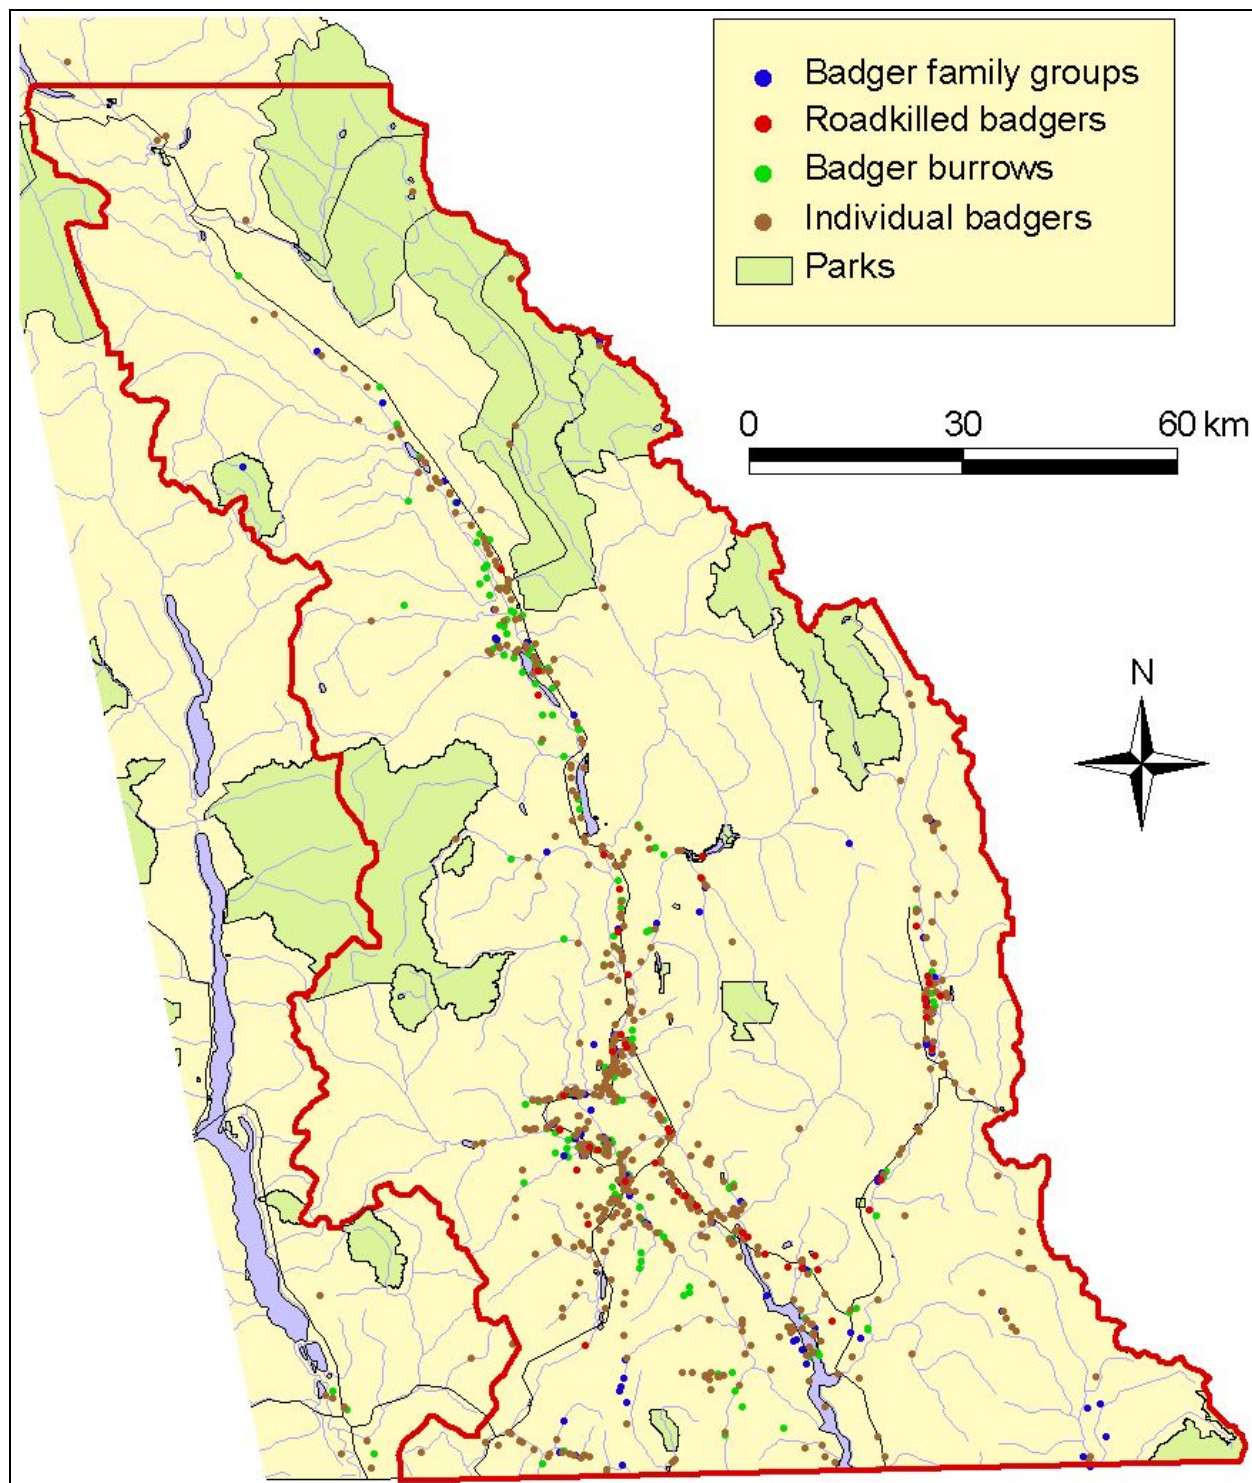 Badger family groups
Roadkilled badgers
Badger burrows
Individual badgers
Parks
0 30 60 km
N